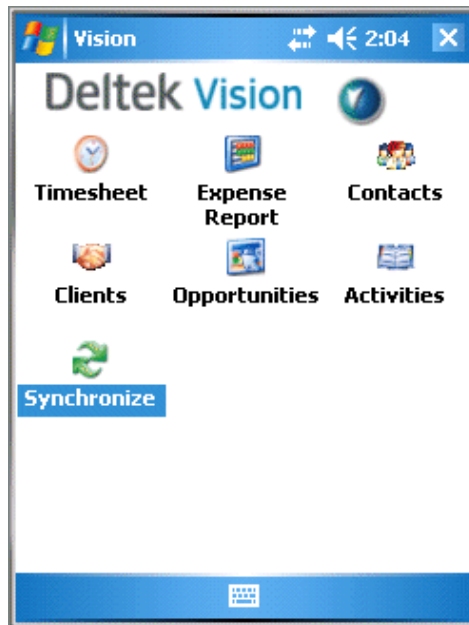 Vision 2:04
Deltek Vision
Timesheet Expense Report Contacts
Clients Opportunities Activities
Synchronize